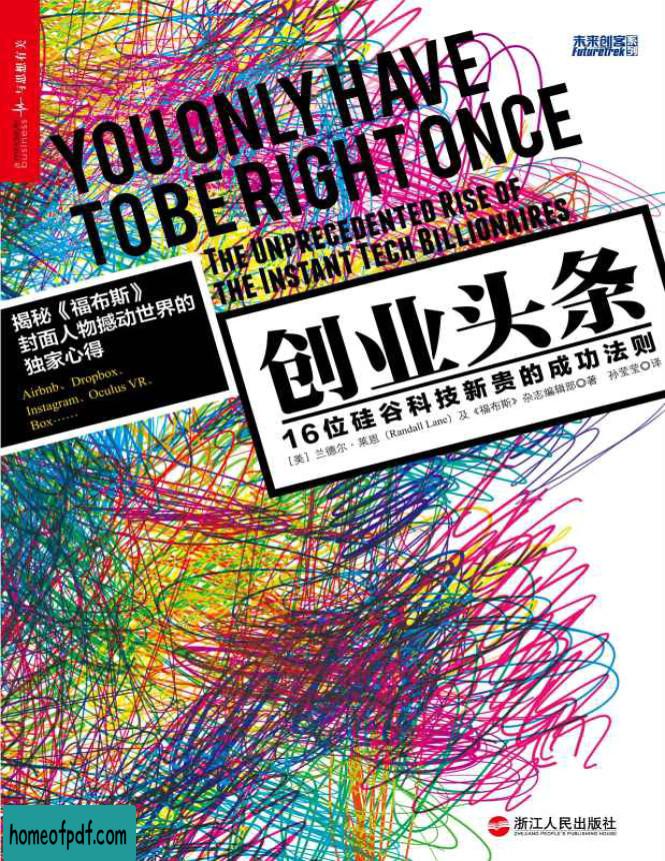 business
与思想有关
未来创客系列
FutureTrek
YOU ONLY HAVE
TO BE RIGHT ONCE
THE UNPRECEDENTED RISE OF
THE INSTANT TECH BILLIONAIRES
揭秘《福布斯》
封面人物撼动世界的
独家心得
Airbnb、Dropbox、
Instagram、Oculus VR、
Box……
创业头条
16位硅谷科技新贵的成功法则
[美] 兰德尔·莱恩（Randall Lane）及《福布斯》杂志编辑部◎著 孙莹莹◎译
浙江人民出版社
ZHEJIANG PEOPLE'S PUBLISHING HOUSE
homeofpdf.com